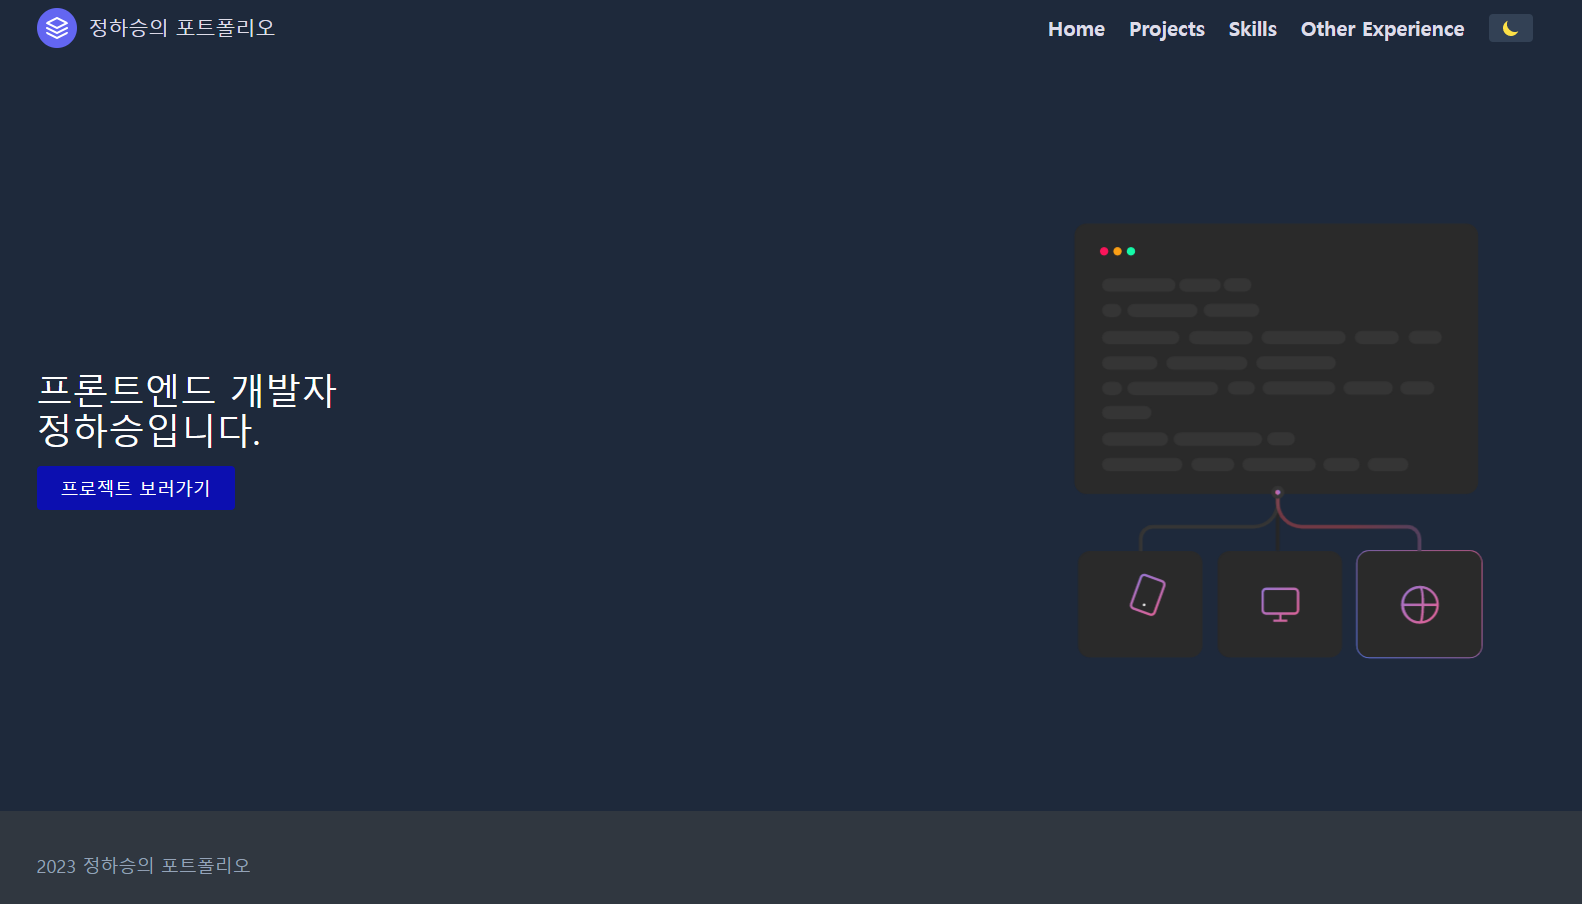 정하승의 포트폴리오
Home Projects Skills Other Experience
프론트엔드 개발자
정하승입니다.
프로젝트 보러가기
2023 정하승의 포트폴리오